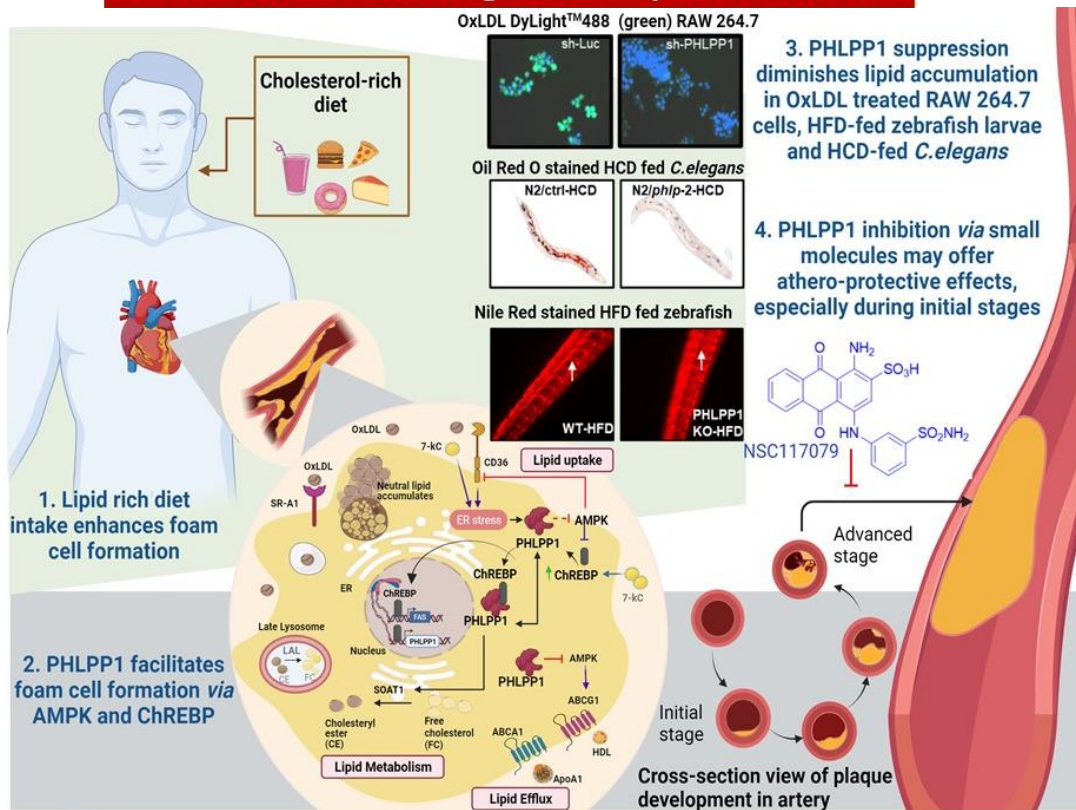 OxLDL DyLight™488 (green) RAW 264.7
sh-Luc
sh-PHLPP1
Oil Red O stained HCD fed C.elegans
N2/ctrl-HCD
N2/phlp-2-HCD
Nile Red stained HFD fed zebrafish
WT-HFD
PHLPP1
KO-HFD
Cholesterol-rich
diet
3. PHLPP1 suppression
diminishes lipid accumulation
in OxLDL treated RAW 264.7
cells, HFD-fed zebrafish larvae
and HCD-fed C.elegans
4. PHLPP1 inhibition via small
molecules may offer
athero-protective effects,
especially during initial stages
O
NH₂
SO₃H
O
HN
SO₂NH₂
NSC117079
1. Lipid rich diet
intake enhances foam
cell formation
2. PHLPP1 facilitates
foam cell formation via
AMPK and ChREBP
OxLDL
7-kC
CD36
Lipid uptake
OxLDL
SR-A1
Neutral lipid
accumulates
ER stress
PHLPP1
AMPK
ChREBP
7-kC
ChREBP
PHLPP1
ER
ChREBP
FAS
PHLPP1
Nucleus
Late Lysosome
LAL
CE
FC
SOAT1
Cholesteryl
ester
(CE)
Free
cholesterol
(FC)
Lipid Metabolism
PHLPP1
AMPK
ABCG1
HDL
ABCA1
ApoA1
Lipid Efflux
Advanced
stage
Initial
stage
Cross-section view of plaque
development in artery